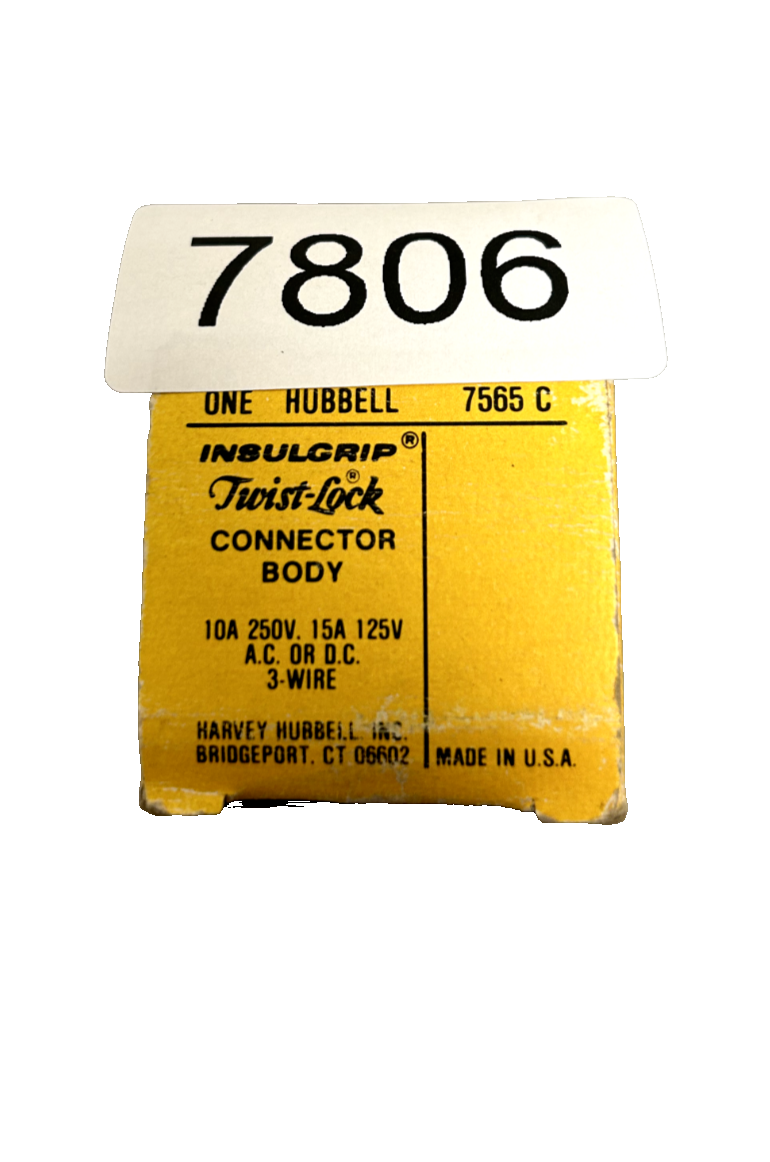 7806
ONE HUBBELL 7565 C
INSULGRIP®
Twist-Lock®
CONNECTOR
BODY
10A 250V. 15A 125V
A.C. OR D.C.
3-WIRE
HARVEY HUBBELL INC.
BRIDGEPORT. CT 06602
MADE IN U.S.A.